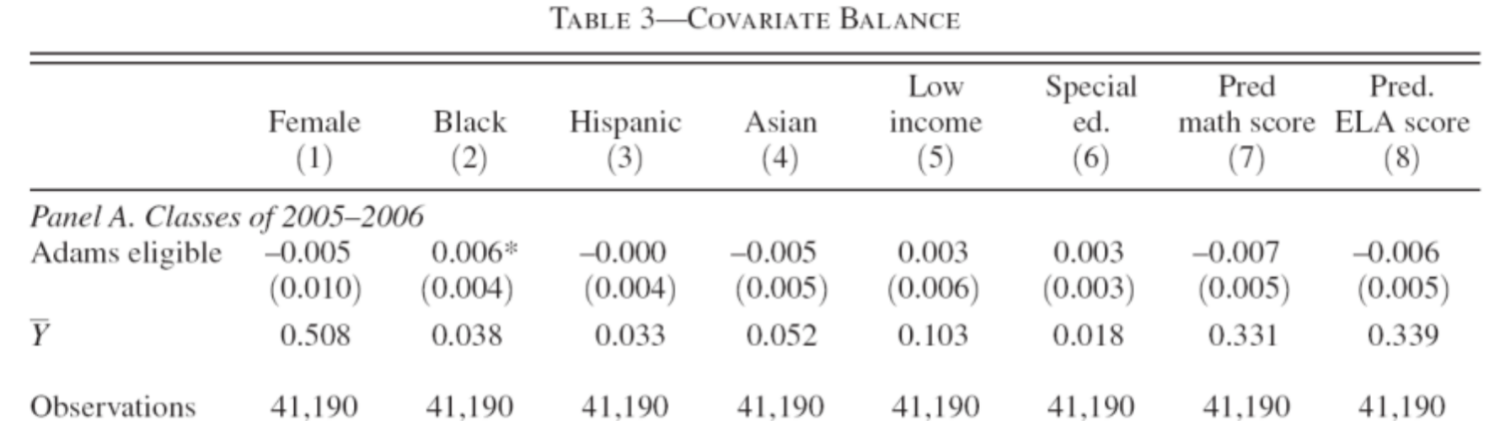 TABLE 3—COVARIATE BALANCE
Low Special Pred Pred.
Female Black Hispanic Asian income ed. math score ELA score
(1) (2) (3) (4) (5) (6) (7) (8)
Panel A. Classes of 2005–2006
Adams eligible –0.005 0.006* –0.000 –0.005 0.003 0.003 –0.007 –0.006
(0.010) (0.004) (0.004) (0.005) (0.006) (0.003) (0.005) (0.005)
Ȳ 0.508 0.038 0.033 0.052 0.103 0.018 0.331 0.339
Observations 41,190 41,190 41,190 41,190 41,190 41,190 41,190 41,190